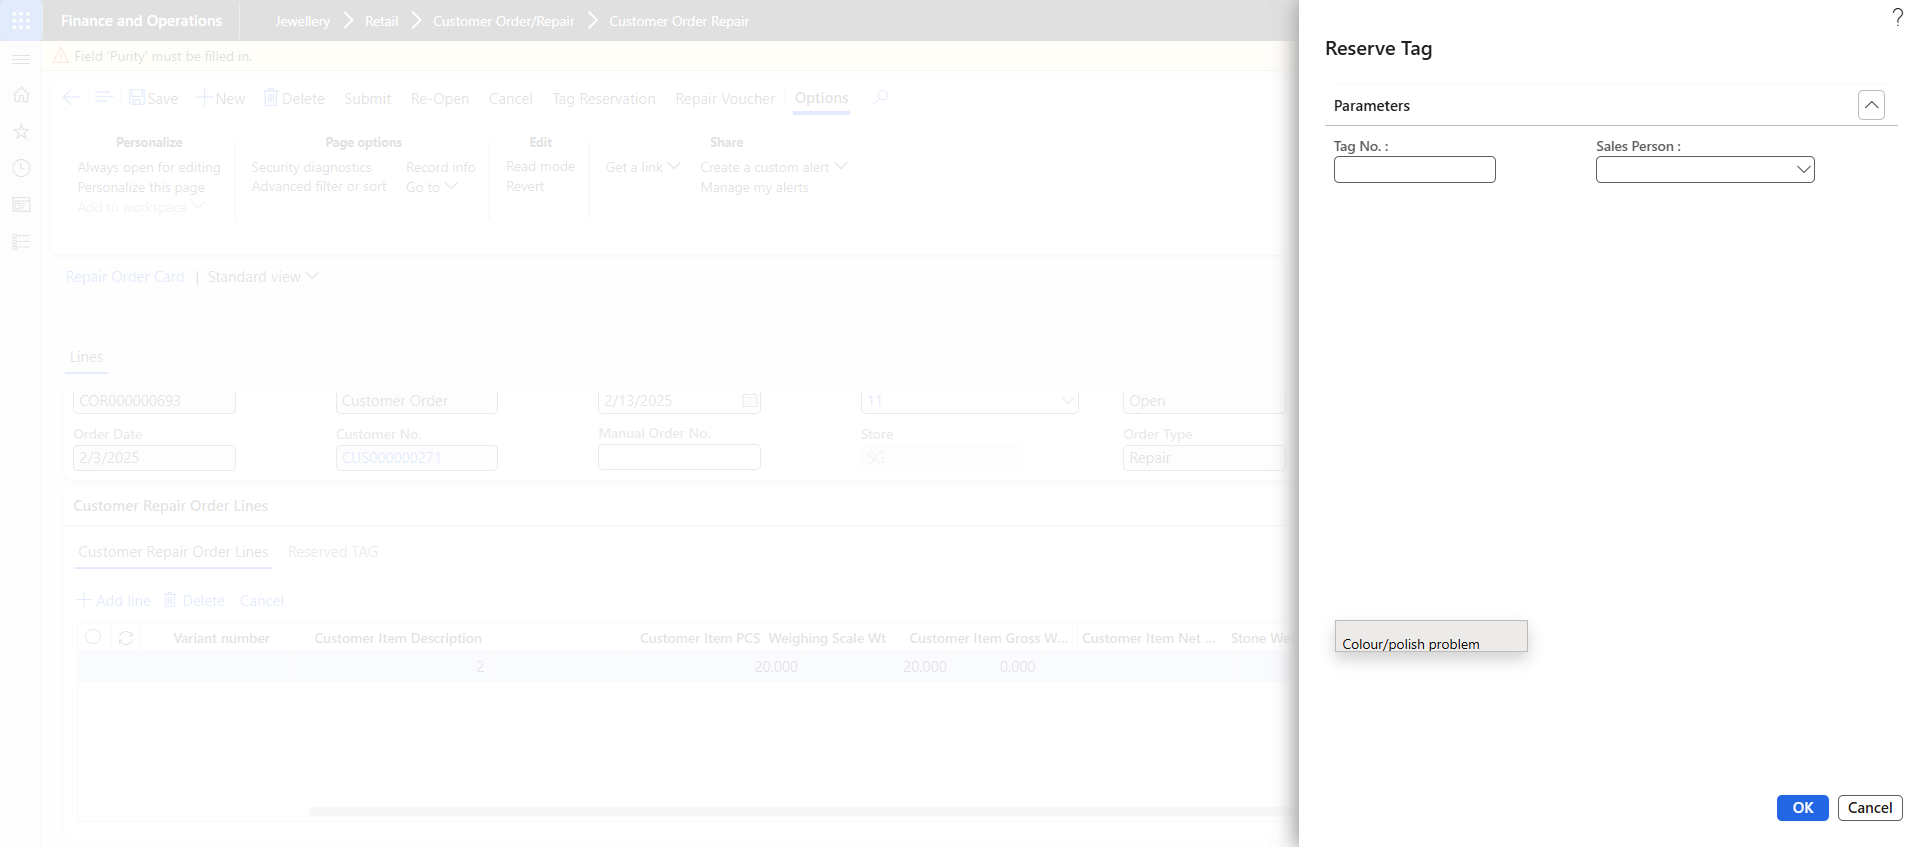 Finance and Operations
Jewellery Retail Customer Order/Repair Customer Order Repair
Field 'Purity' must be filled in.
Save New Delete Submit Re-Open Cancel Tag Reservation Repair Voucher Options
Personalize
Always open for editing
Personalize this page
Add to workspace
Page options
Security diagnostics
Advanced filter or sort
Record info
Go to
Edit
Read mode
Revert
Share
Get a link
Create a custom alert
Manage my alerts
Repair Order Card | Standard view
Lines
COR000000693 Customer Order 2/13/2025 11 Open
Order Date Customer No. Manual Order No. Store Order Type
2/3/2025 CUS000000271 SG Repair
Customer Repair Order Lines
Customer Repair Order Lines Reserved TAG
Add line Delete Cancel
Variant number Customer Item Description Customer Item PCS Weighing Scale Wt Customer Item Gross W... Customer Item Net ... Stone We...
2 20.000 20.000 0.000
?
Reserve Tag
Parameters
Tag No. : Sales Person :
Colour/polish problem
OK Cancel